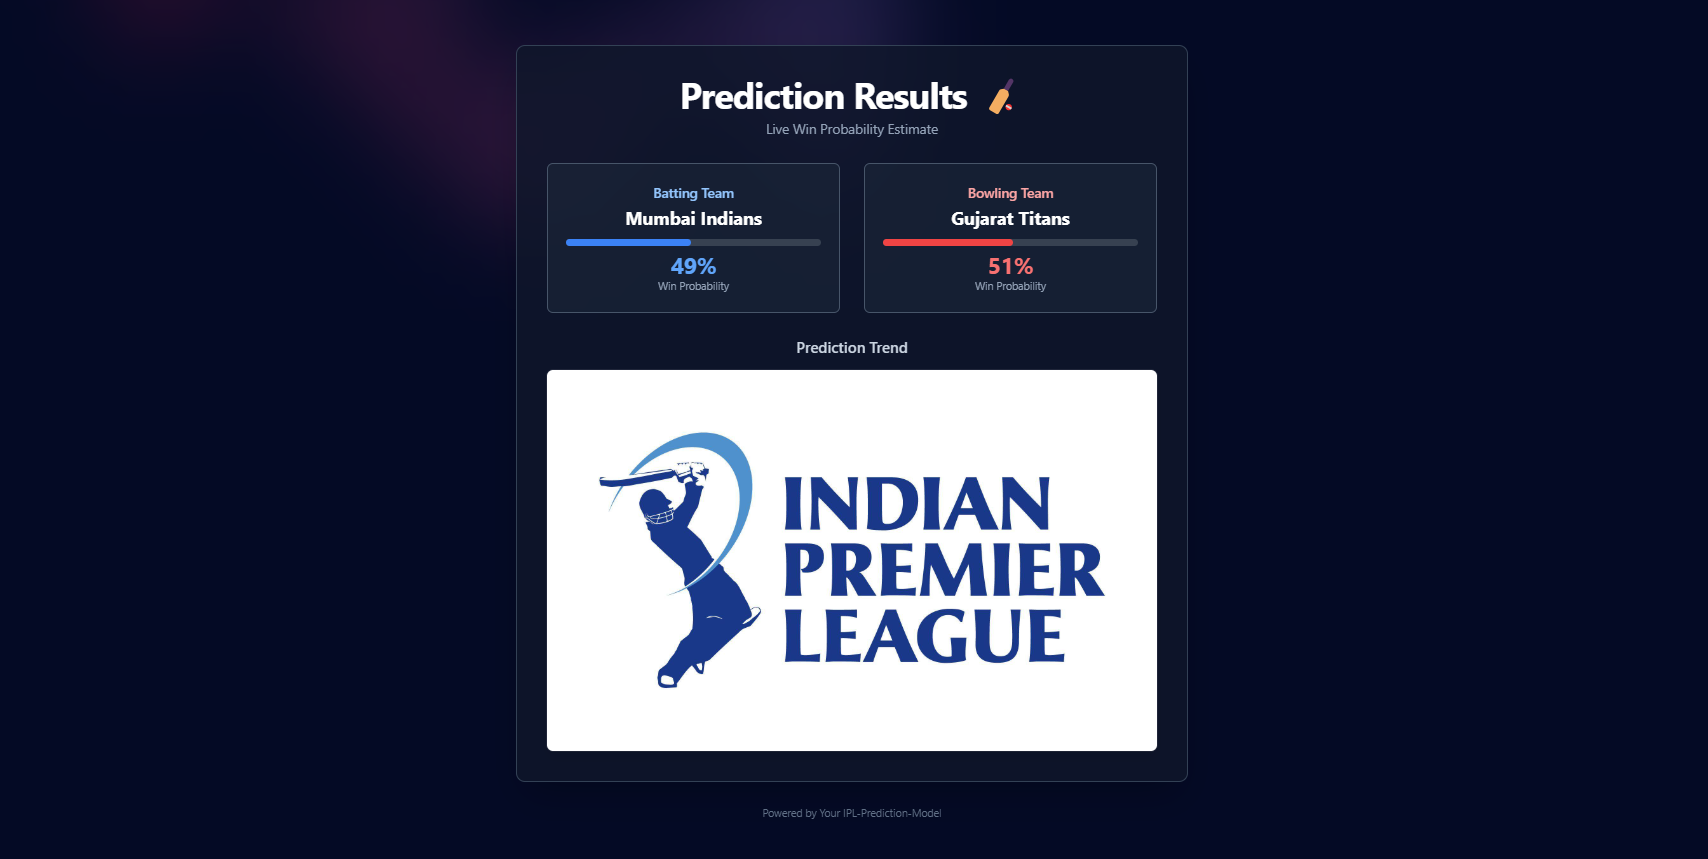 Prediction Results
Live Win Probability Estimate
Batting Team
Mumbai Indians
49%
Win Probability
Bowling Team
Gujarat Titans
51%
Win Probability
Prediction Trend
INDIAN
PREMIER
LEAGUE
Powered by Your IPL-Prediction-Model